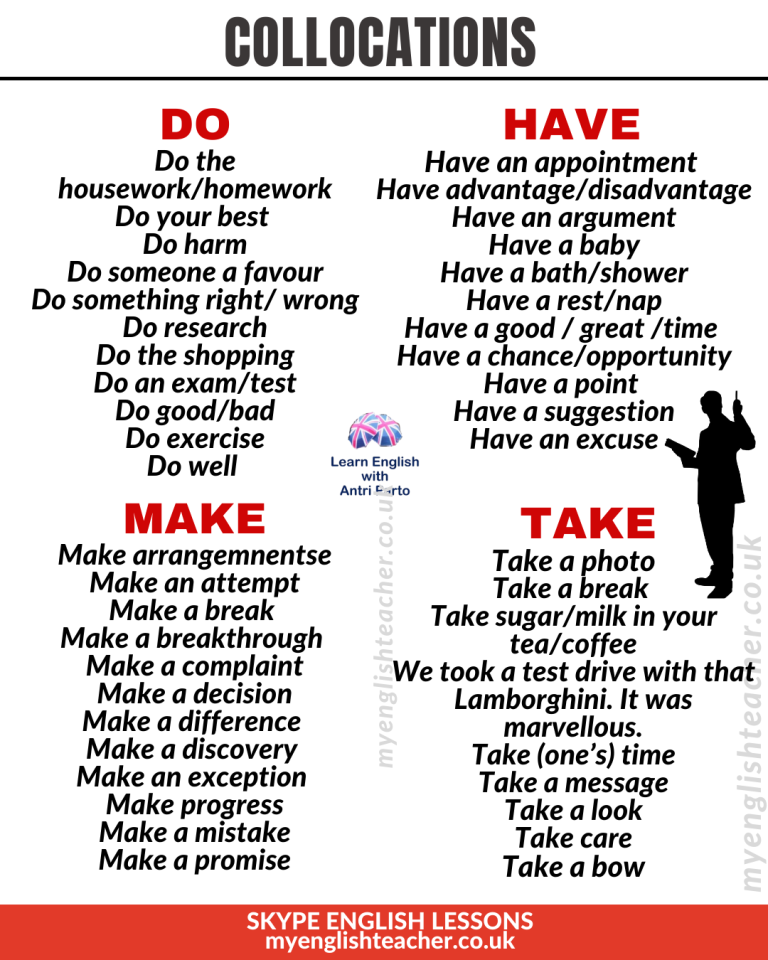 COLLOCATIONS
DO
Do the
housework/homework
Do your best
Do harm
Do someone a favour
Do something right/ wrong
Do research
Do the shopping
Do an exam/test
Do good/bad
Do exercise
Do well
HAVE
Have an appointment
Have advantage/disadvantage
Have an argument
Have a baby
Have a bath/shower
Have a rest/nap
Have a good / great /time
Have a chance/opportunity
Have a point
Have a suggestion
Have an excuse
Learn English
with
Antri
MAKE
Make arrangemnentse
Make an attempt
Make a break
Make a breakthrough
Make a complaint
Make a decision
Make a difference
Make a discovery
Make an exception
Make progress
Make a mistake
Make a promise
TAKE
Take a photo
Take a break
Take sugar/milk in your
tea/coffee
We took a test drive with that
Lamborghini. It was
marvellous.
Take (one’s) time
Take a message
Take a look
Take care
Take a bow
myenglishteacher.co.uk
myenglishteacher.co.uk
SKYPE ENGLISH LESSONS
myenglishteacher.co.uk